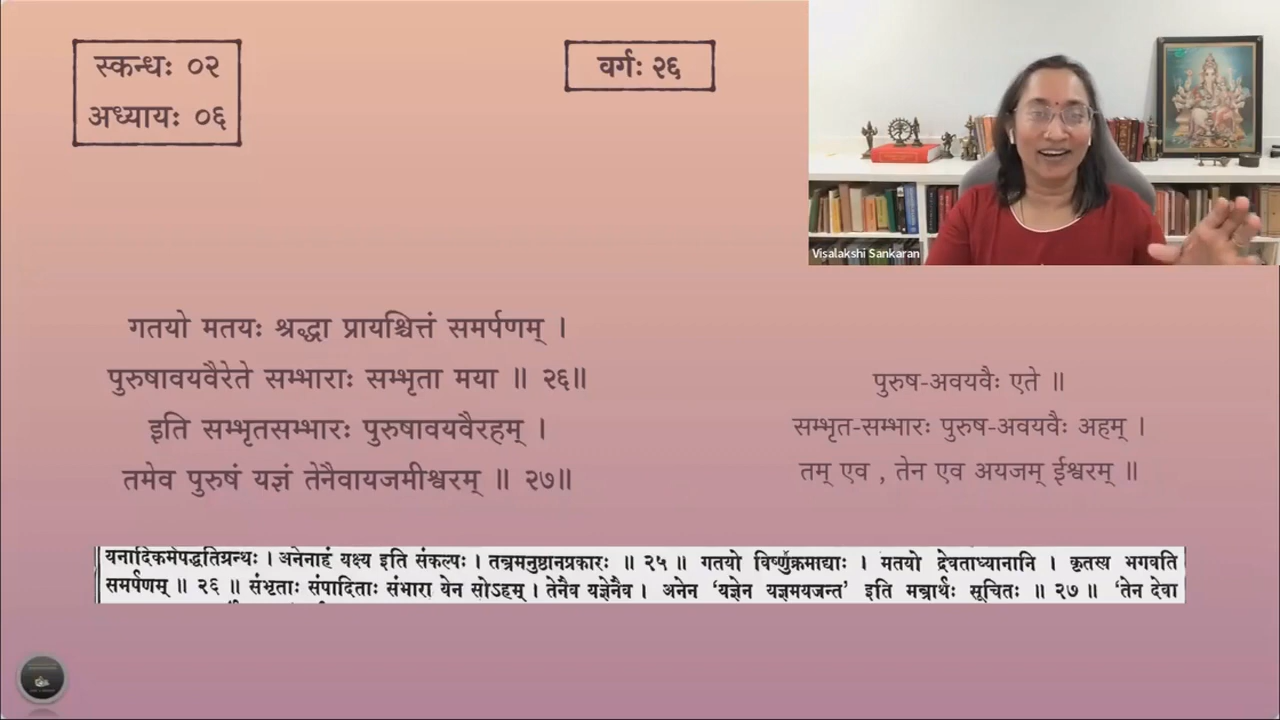 स्कन्धः ०२
अध्यायः ०६
वर्गः २६
Visalakshi Sankaran
गतयो मतयः श्रद्धा प्रायश्चित्तं समर्पणम् ।
पुरुषावयवैरेते सम्भाराः सम्भृता मया ॥ २६॥
इति सम्भृतसम्भारः पुरुषावयवैरहम् ।
तमेव पुरुषं यज्ञं तेनैवायजमीश्वरम् ॥ २७॥
पुरुष-अवयवैः एते ॥
सम्भृत-सम्भारः पुरुष-अवयवैः अहम् ।
तम् एव , तेन एव अयजम् ईश्वरम् ॥
यनादिकर्मपद्धतिग्रन्थः । अनेनाहं यक्ष्य इति संकल्पः । तन्त्रमनुष्ठानप्रकारः ॥ २५ ॥ गतयो विष्णुक्रमाद्याः । मतयो देवताध्यानानि । कृतस्य भगवति
समर्पणम् ॥ २६ ॥ संभृताः संपादिताः संभारा येन सोऽहम् । तेनैव यज्ञेनैव । अनेन ‘यज्ञेन यज्ञमयजन्त’ इति मन्त्रार्थः सूचितः ॥ २७ ॥ ‘तेन देवा